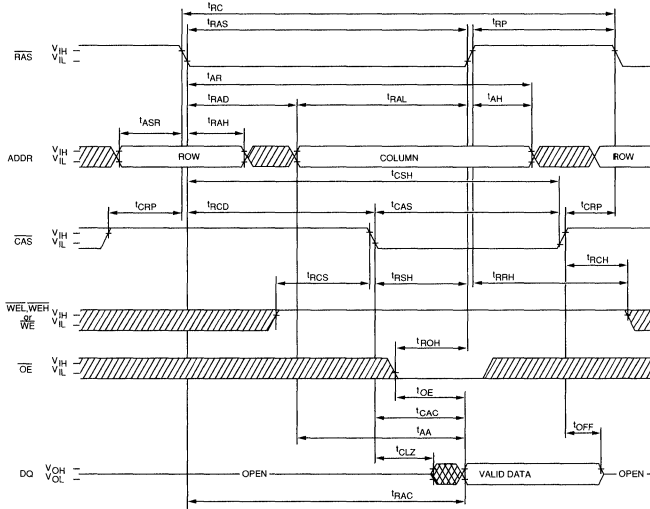 tRC
tRAS
tRP
RAS
VIH
VIL
tAR
tRAD
tRAL
tAH
tASR
tRAH
ADDR
VIH
VIL
ROW
COLUMN
ROW
tCSH
tCRP
tRCD
tCAS
tCRP
CAS
VIH
VIL
tRCH
tRCS
tRSH
tRRH
WEL,WEH
or
WE
VIH
VIL
tROH
OE
VIH
VIL
tOE
tCAC
tOFF
tAA
tCLZ
DQ
VOH
VOL
OPEN
VALID DATA
OPEN
tRAC